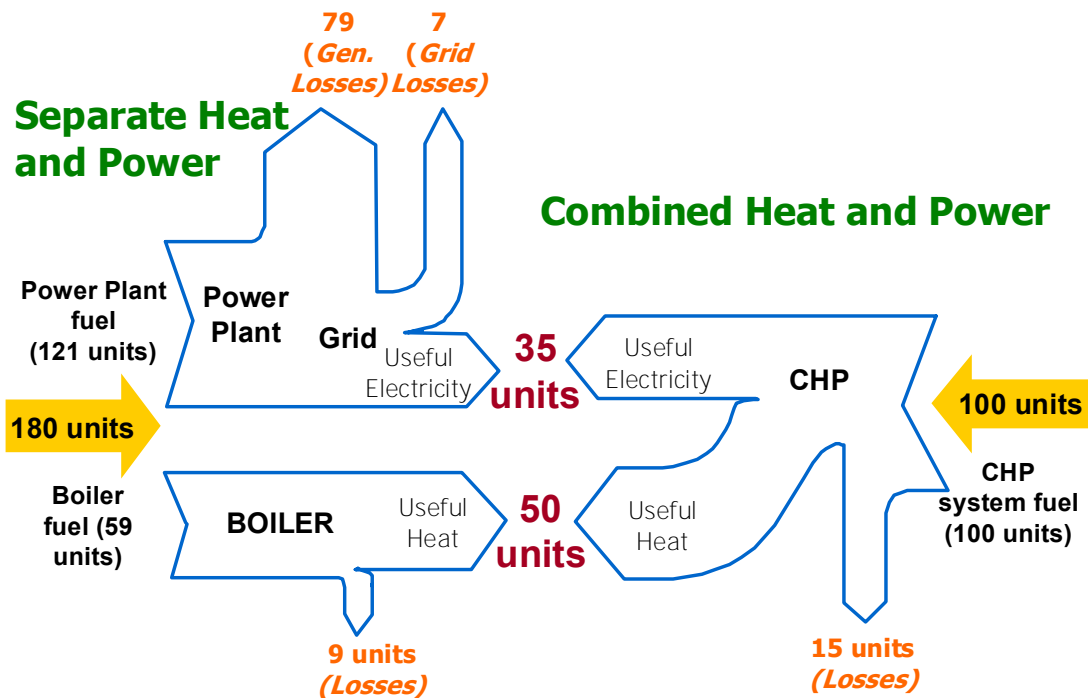 79
(Gen.
Losses)
7
(Grid
Losses)
Separate Heat
and Power
Combined Heat and Power
Power Plant
fuel
(121 units)
Power
Plant
Grid
Useful
Electricity
35
units
Useful
Electricity
CHP
180 units
100 units
Boiler
fuel (59
units)
BOILER
Useful
Heat
50
units
Useful
Heat
CHP
system fuel
(100 units)
9 units
(Losses)
15 units
(Losses)